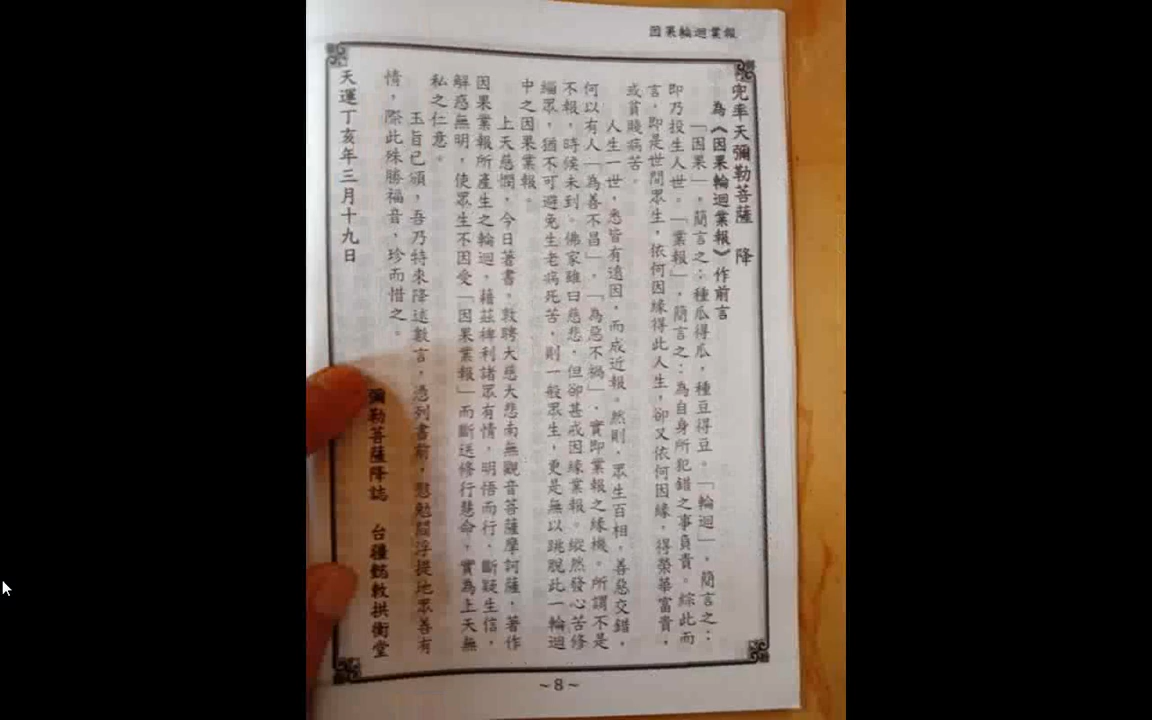 因果輪迴業報
兜率天彌勒菩薩　降
為《因果輪迴業報》作前言
「因果」，簡言之：種瓜得瓜，種豆得豆。「輪迴」，簡言之：
即乃投生人世。「業報」，簡言之：為自身所犯錯之事負責。綜此而
言，即是世間眾生，依何因緣得此人生，卻又依何因緣，得榮華富貴，
或貧賤病苦。
人生一世，悉皆有遠因，而成近報。然則，眾生百相，善惡交錯，
何以有人「為善不昌」，「為惡不禍」，實即業報之緣機。所謂不是
不報，時候未到。佛家雖曰慈悲，但卻甚戒因緣業報。縱然發心苦修
緇眾，猶不可避免生老病死苦，則一般眾生，更是無以跳脫此一輪迴
中之因果業報。
上天慈憫，今日著書，敦聘大慈大悲南無觀音菩薩摩訶薩，著作
因果業報所產生之輪迴，藉茲裨利諸眾有情，明悟而行，斷疑生信，
解惑無明，使眾生不因受「因果業報」而斷送修行慧命，實為上天無
私之仁意。
玉旨已頒，吾乃特來降述數言，憑列書前，慰勉閻浮提地眾善有
情，際此殊勝福音，珍而惜之。
彌勒菩薩降誌　台疆懿敕拱衡堂
天運丁亥年三月十九日
~8~